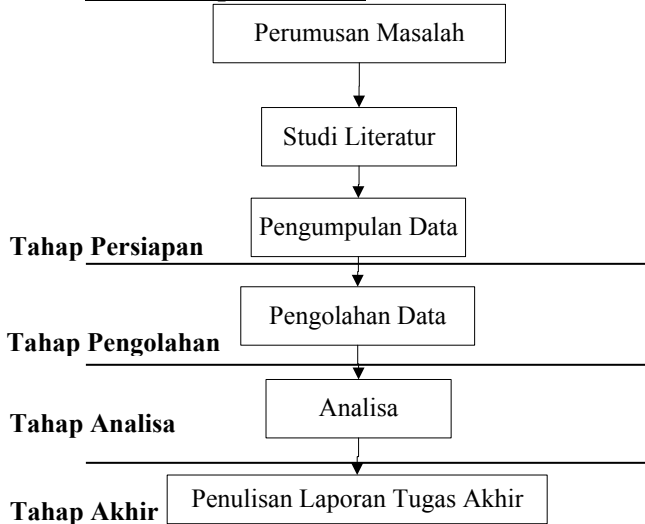 Perumusan Masalah
Studi Literatur
Pengumpulan Data
Tahap Persiapan
Pengolahan Data
Tahap Pengolahan
Analisa
Tahap Analisa
Penulisan Laporan Tugas Akhir
Tahap Akhir